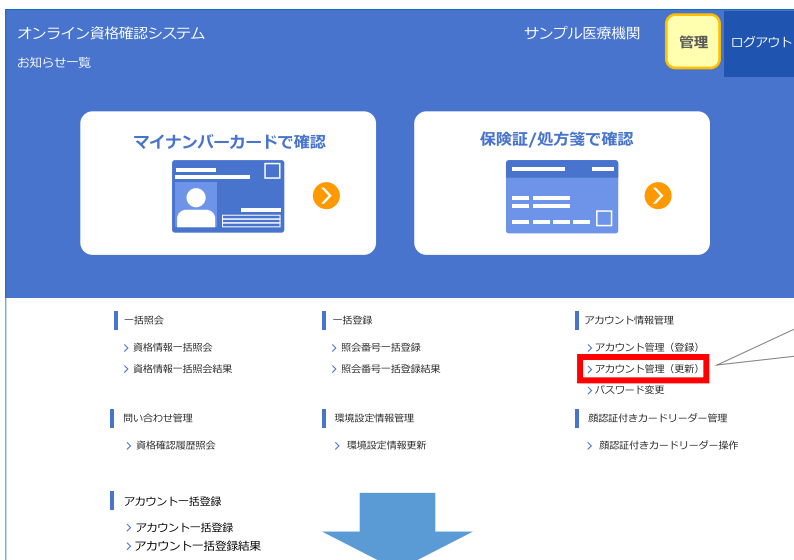 オンライン資格確認システム
サンプル医療機関
管理
ログアウト
お知らせ一覧
マイナンバーカードで確認
保険証/処方箋で確認
一括照会
資格情報一括照会
資格情報一括照会結果
一括登録
照会番号一括登録
照会番号一括登録結果
アカウント情報管理
アカウント管理（登録）
アカウント管理（更新）
パスワード変更
問い合わせ管理
資格確認履歴照会
環境設定情報管理
環境設定情報更新
顔認証付きカードリーダー管理
顔認証付きカードリーダー操作
アカウント一括登録
アカウント一括登録
アカウント一括登録結果